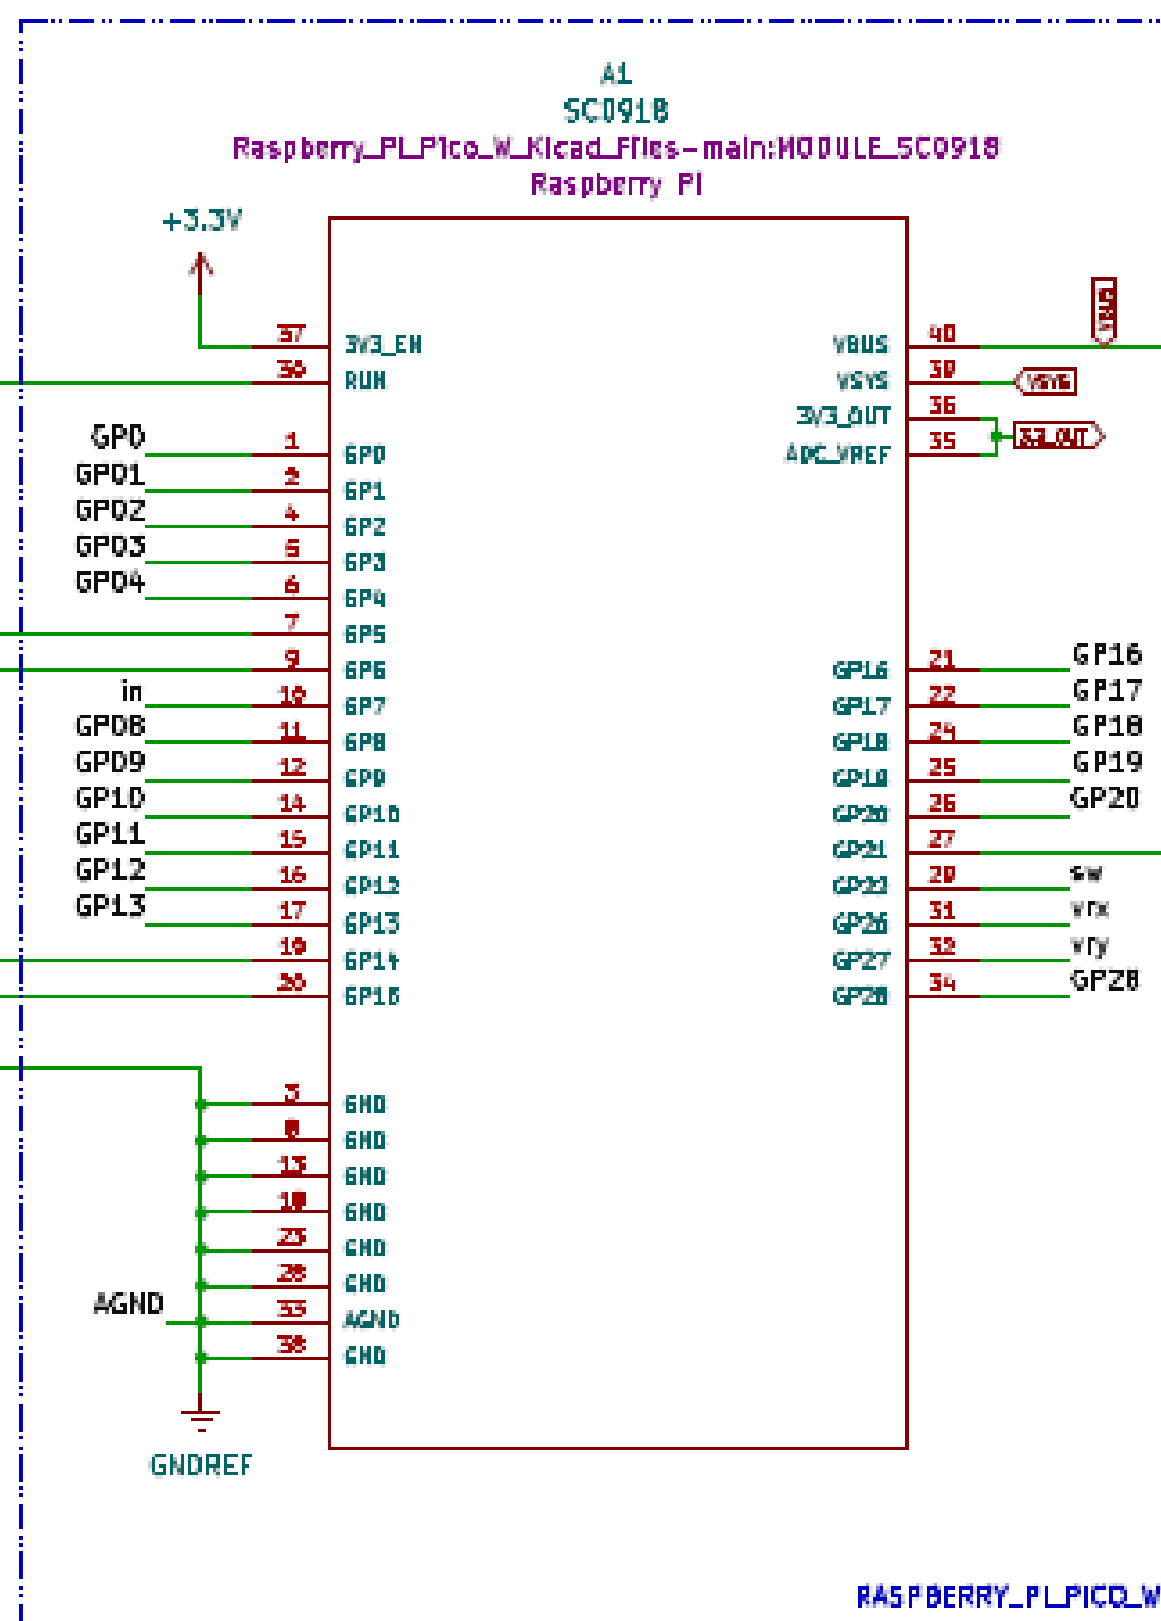 A1
SC0918
Raspberry_Pi_Pico_W_Kicad_Files-main:MODULE_SC0918
Raspberry Pi
+3.3V
37 3V3_EN
30 RUN
GP0 1 GP0
GP01 2 GP1
GP02 4 GP2
GP03 5 GP3
GP04 6 GP4
7 GP5
9 GP6
in 10 GP7
GP08 11 GP8
GP09 12 GP9
GP10 14 GP10
GP11 15 GP11
GP12 16 GP12
GP13 17 GP13
19 GP14
20 GP15
3 GND
8 GND
13 GND
18 GND
23 GND
28 GND
AGND 33 AGND
38 GND
GNDREF
VBUS 40 VBUS
VSYS 39 VSYS
3V3_OUT 36
ADC_VREF 35
GP16 21 GP16
GP17 22 GP17
GP18 24 GP18
GP19 25 GP19
GP20 26 GP20
GP21 27
GP22 29 sw
GP26 31 vrx
GP27 32 vry
GP28 34 GP28
RASPBERRY_PI_PICO_W